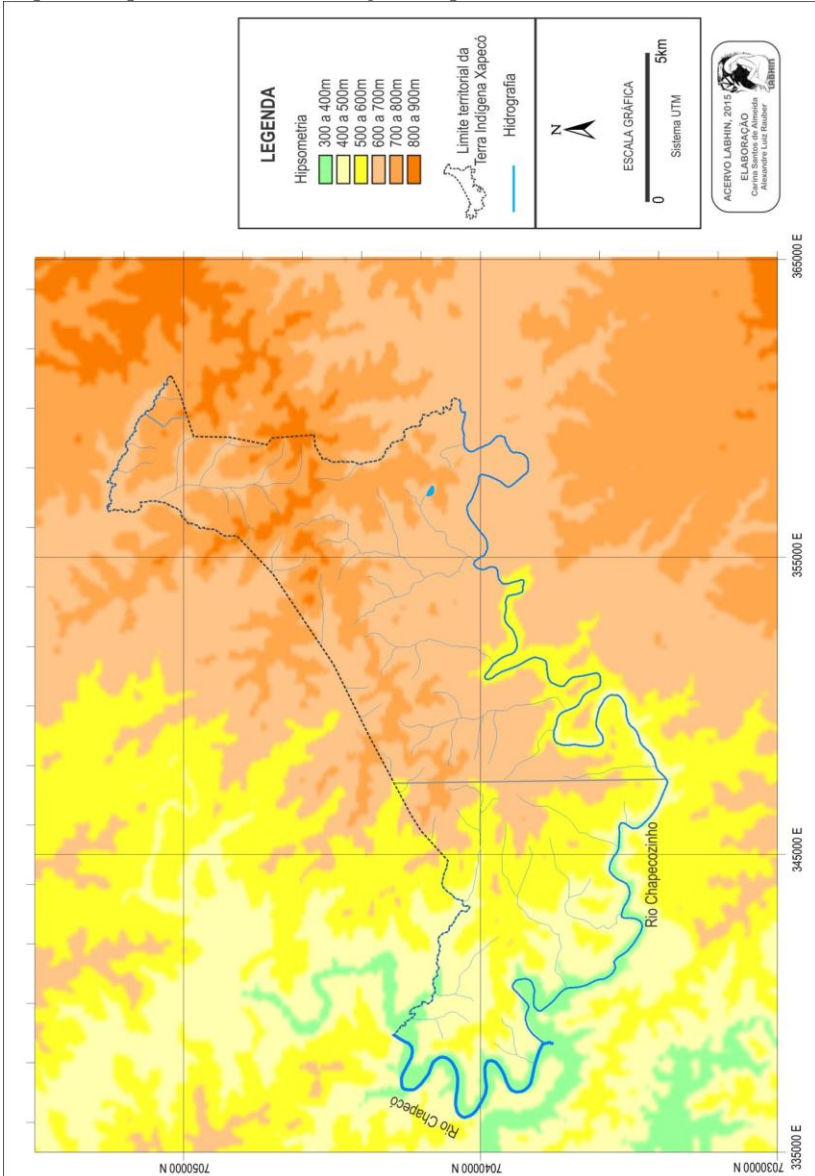 LEGENDA
Hipsometria
300 a 400m
400 a 500m
500 a 600m
600 a 700m
700 a 800m
800 a 900m
Limite territorial da
Terra Indígena Xapecó
Hidrografia
N
ESCALA GRÁFICA
0
5km
Sistema UTM
ACERVO LABHIN, 2015
ELABORAÇÃO
Carina Santos de Almeida
Alexandre Luiz Rauber
LABHIN
Rio Chapecó
Rio Chapecozinho
335000 E
345000 E
355000 E
365000 E
7050000 N
7040000 N
7030000 N